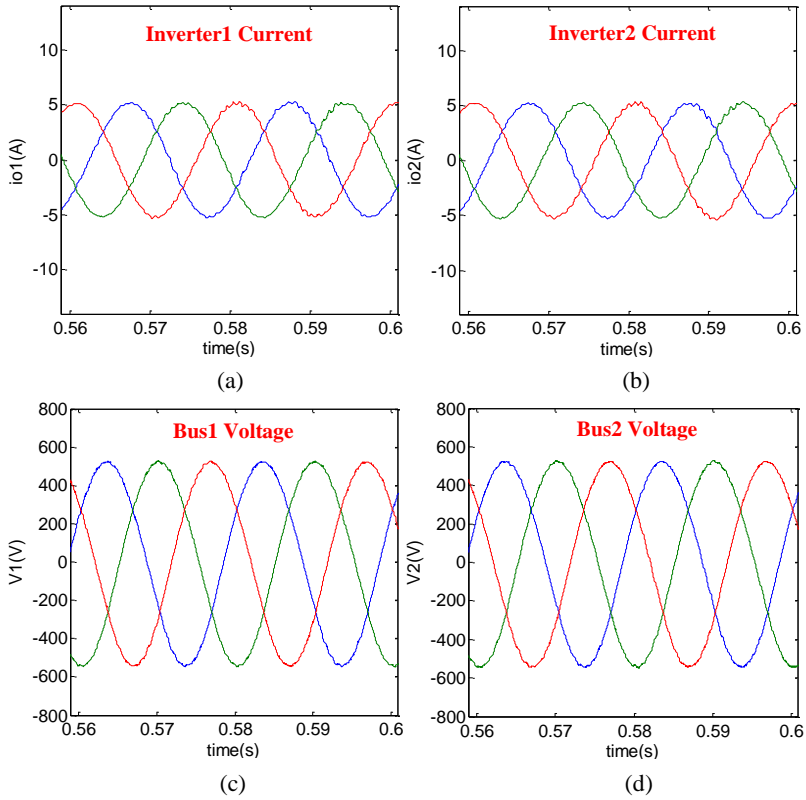 Inverter1 Current
10
5
0
-5
-10
io1(A)
0.56 0.57 0.58 0.59 0.6
time(s)
(a)
Inverter2 Current
10
5
0
-5
-10
io2(A)
0.56 0.57 0.58 0.59 0.6
time(s)
(b)
Bus1 Voltage
800
600
400
200
0
-200
-400
-600
-800
V1(V)
0.56 0.57 0.58 0.59 0.6
time(s)
(c)
Bus2 Voltage
800
600
400
200
0
-200
-400
-600
-800
V2(V)
0.56 0.57 0.58 0.59 0.6
time(s)
(d)